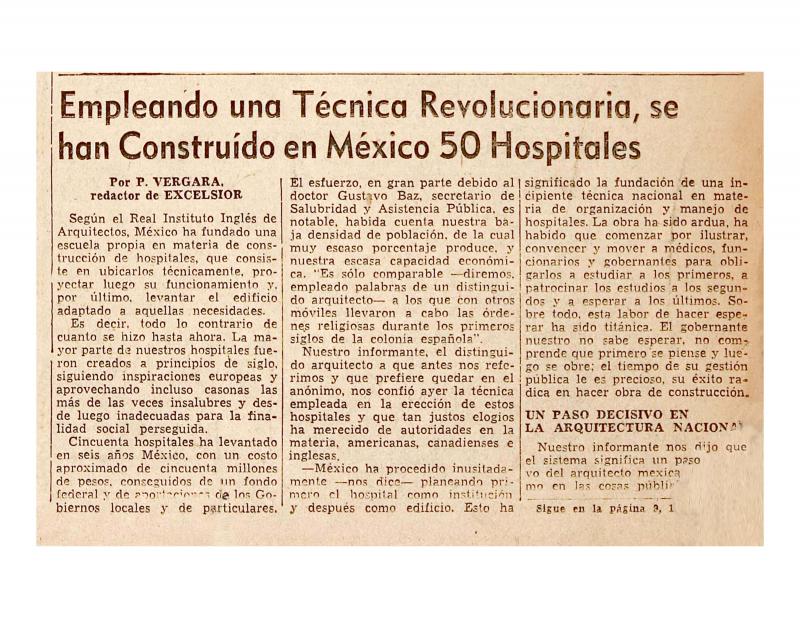 Empleando una Técnica Revolucionaria, se
han Construído en México 50 Hospitales
Por P. VERGARA,
redactor de EXCELSIOR
Según el Real Instituto Inglés de
Arquitectos, México ha fundado una
escuela propia en materia de cons-
trucción de hospitales, que consis-
te en ubicarlos técnicamente, pro-
yectar luego su funcionamiento y,
por último, levantar el edificio
adaptado a aquellas necesidades.
Es decir, todo lo contrario de
cuanto se hizo hasta ahora. La ma-
yor parte de nuestros hospitales fue-
ron creados a principios de siglo,
siguiendo inspiraciones europeas y
aprovechando incluso casonas las
más de las veces insalubres y des-
de luego inadecuadas para la fina-
lidad social perseguida.
Cincuenta hospitales ha levantado
en seis años México, con un costo
aproximado de cincuenta millones
de pesos, conseguidos de un fondo
federal y de aportaciones de los Go-
biernos locales y de particulares.
El esfuerzo, en gran parte debido al
doctor Gustavo Baz, secretario de
Salubridad y Asistencia Pública, es
notable, habida cuenta nuestra ba-
ja densidad de población, de la cual
muy escaso porcentaje produce, y
nuestra escasa capacidad económi-
ca. "Es sólo comparable —diremos,
empleado palabras de un distingui-
do arquitecto— a los que con otros
móviles llevaron a cabo las órde-
nes religiosas durante los primeros
siglos de la colonia española".
Nuestro informante, el distingui-
do arquitecto a que antes nos refe-
rimos y que prefiere quedar en el
anónimo, nos confió ayer la técnica
empleada en la erección de estos
hospitales y que tan justos elogios
ha merecido de autoridades en la
materia, americanas, canadienses e
inglesas.
—México ha procedido inusitada-
mente —nos dice— planeando pri-
mero el hospital como institución
y después como edificio. Esto ha
significado la fundación de una in-
cipiente técnica nacional en mate-
ria de organización y manejo de
hospitales. La obra ha sido ardua, ha
habido que comenzar por ilustrar,
convencer y mover a médicos, fun-
cionarios y gobernantes para obli-
garlos a estudiar a los primeros, a
patrocinar los estudios a los segun-
dos y a esperar a los últimos. So-
bre todo, esta labor de hacer espe-
rar ha sido titánica. El gobernante
nuestro no sabe esperar, no com-
prende que primero se piense y lue-
go se obre; el tiempo de su gestión
pública le es precioso, su éxito ra-
dica en hacer obra de construcción.
UN PASO DECISIVO EN
LA ARQUITECTURA NACIONA
Nuestro informante nos dijo que
el sistema significa un paso
vo del arquitecto mexica
mo en las cosas públi
Sigue en la página 9, 1